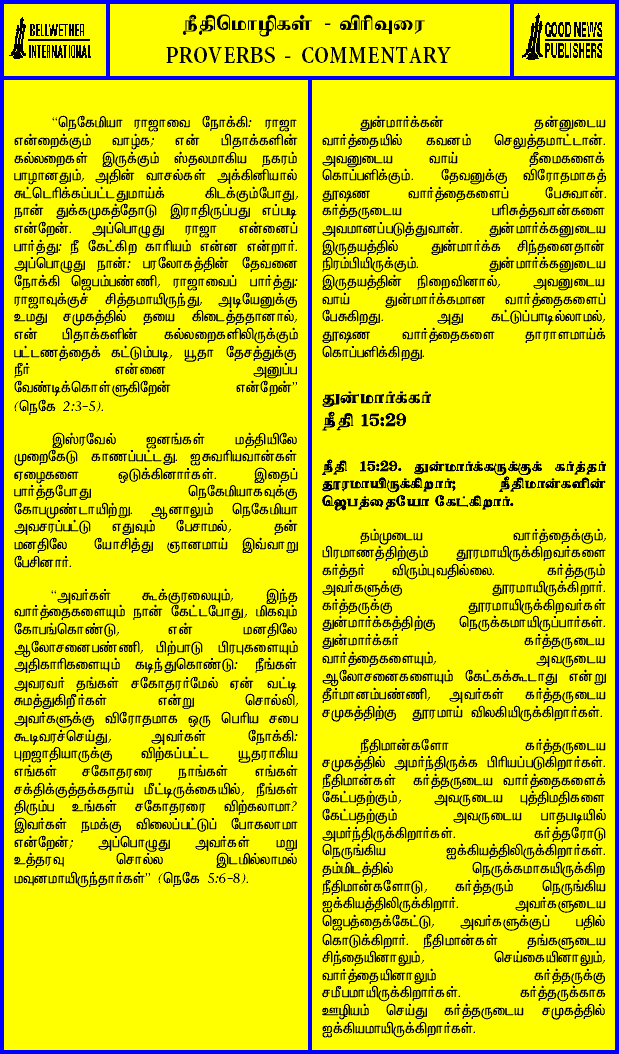 BELLWETHER
INTERNATIONAL
நீதிமொழிகள் - விரிவுரை
PROVERBS - COMMENTARY
GOOD NEWS
PUBLISHERS
“நெகேமியா ராஜாவை நோக்கி: ராஜா
என்றைக்கும் வாழ்க; என் பிதாக்களின்
கல்லறைகள் இருக்கும் ஸ்தலமாகிய நகரம்
பாழானதும், அதின் வாசல்கள் அக்கினியால்
சுட்டெரிக்கப்பட்டதுமாய்க் கிடக்கும்போது,
நான் துக்கமுகத்தோடு இராதிருப்பது எப்படி
என்றேன். அப்பொழுது ராஜா என்னைப்
பார்த்து: நீ கேட்கிற காரியம் என்ன என்றார்.
அப்பொழுது நான்: பரலோகத்தின் தேவனை
நோக்கி ஜெபம்பண்ணி, ராஜாவைப் பார்த்து:
ராஜாவுக்குச் சித்தமாயிருந்து, அடியேனுக்கு
உமது சமுகத்தில் தயை கிடைத்ததானால்,
என் பிதாக்களின் கல்லறைகளிலிருக்கும்
பட்டணத்தைக் கட்டும்படி, யூதா தேசத்துக்கு
நீர் என்னை அனுப்ப
வேண்டிக்கொள்ளுகிறேன் என்றேன்”
(நெகே 2:3-5).
இஸ்ரவேல் ஜனங்கள் மத்தியிலே
முறைகேடு காணப்பட்டது. ஐசுவரியவான்கள்
ஏழைகளை ஒடுக்கினார்கள். இதைப்
பார்த்தபோது நெகேமியாகவுக்கு
கோபமுண்டாயிற்று. ஆனாலும் நெகேமியா
அவசரப்பட்டு எதுவும் பேசாமல், தன்
மனதிலே யோசித்து ஞானமாய் இவ்வாறு
பேசினார்.
“அவர்கள் கூக்குரலையும், இந்த
வார்த்தைகளையும் நான் கேட்டபோது, மிகவும்
கோபங்கொண்டு, என் மனதிலே
ஆலோசனைபண்ணி, பிற்பாடு பிரபுகளையும்
அதிகாரிகளையும் கடிந்துகொண்டு: நீங்கள்
அவரவர் தங்கள் சகோதரர்மேல் ஏன் வட்டி
சுமத்துகிறீர்கள் என்று சொல்லி,
அவர்களுக்கு விரோதமாக ஒரு பெரிய சபை
கூடிவரச்செய்து, அவர்கள் நோக்கி:
புறஜாதியாருக்கு விற்கப்பட்ட யூதராகிய
எங்கள் சகோதரரை நாங்கள் எங்கள்
சக்திக்குத்தக்கதாய் மீட்டிருக்கையில், நீங்கள்
திரும்ப உங்கள் சகோதரரை விற்கலாமா?
இவர்கள் நமக்கு விலைப்பட்டுப் போகலாமா
என்றேன்; அப்பொழுது அவர்கள் மறு
உத்தரவு சொல்ல இடமில்லாமல்
மவுனமாயிருந்தார்கள்” (நெகே 5:6-8).
துன்மார்க்கன் தன்னுடைய
வார்த்தையில் கவனம் செலுத்தமாட்டான்.
அவனுடைய வாய் தீமைகளைக்
கொப்பளிக்கும். தேவனுக்கு விரோதமாகத்
தூஷண வார்த்தைகளைப் பேசுவான்.
கர்த்தருடைய பரிசுத்தவான்களை
அவமானப்படுத்துவான். துன்மார்க்கனுடைய
இருதயத்தில் துன்மார்க்க சிந்தனைதான்
நிரம்பியிருக்கும். துன்மார்க்கனுடைய
இருதயத்தின் நிறைவினால், அவனுடைய
வாய் துன்மார்க்கமான வார்த்தைகளைப்
பேசுகிறது. அது கட்டுப்பாடில்லாமல்,
தூஷண வார்த்தைகளை தாராளமாய்க்
கொப்பளிக்கிறது.
துன்மார்க்கர்
நீதி 15:29
நீதி 15:29. துன்மார்க்கருக்குக் கர்த்தர்
தூரமாயிருக்கிறார்; நீதிமான்களின்
ஜெபத்தையோ கேட்கிறார்.
தம்முடைய வார்த்தைக்கும்,
பிரமாணத்திற்கும் தூரமாயிருக்கிறவர்களை
கர்த்தர் விரும்புவதில்லை. கர்த்தரும்
அவர்களுக்கு தூரமாயிருக்கிறார்.
கர்த்தருக்கு தூரமாயிருக்கிறவர்கள்
துன்மார்க்கத்திற்கு நெருக்கமாயிருப்பார்கள்.
துன்மார்க்கர் கர்த்தருடைய
வார்த்தைகளையும், அவருடைய
ஆலோசனைகளையும் கேட்கக்கூடாது என்று
தீர்மானம்பண்ணி, அவர்கள் கர்த்தருடைய
சமுகத்திற்கு தூரமாய் விலகியிருக்கிறார்கள்.
நீதிமான்களோ கர்த்தருடைய
சமுகத்தில் அமர்ந்திருக்க பிரியப்படுகிறார்கள்.
நீதிமான்கள் கர்த்தருடைய வார்த்தைகளைக்
கேட்பதற்கும், அவருடைய புத்திமதிகளை
கேட்பதற்கும் அவருடைய பாதபடியில்
அமர்ந்திருக்கிறார்கள். கர்த்தரோடு
நெருங்கிய ஐக்கியத்திலிருக்கிறார்கள்.
தம்மிடத்தில் நெருக்கமாகயிருக்கிற
நீதிமான்களோடு, கர்த்தரும் நெருங்கிய
ஐக்கியத்திலிருக்கிறார். அவர்களுடைய
ஜெபத்தைக்கேட்டு, அவர்களுக்குப் பதில்
கொடுக்கிறார். நீதிமான்கள் தங்களுடைய
சிந்தையினாலும், செய்கையினாலும்,
வார்த்தையினாலும் கர்த்தருக்கு
சமீபமாயிருக்கிறார்கள். கர்த்தருக்காக
ஊழியம் செய்து கர்த்தருடைய சமுகத்தில்
ஐக்கியமாயிருக்கிறார்கள்.